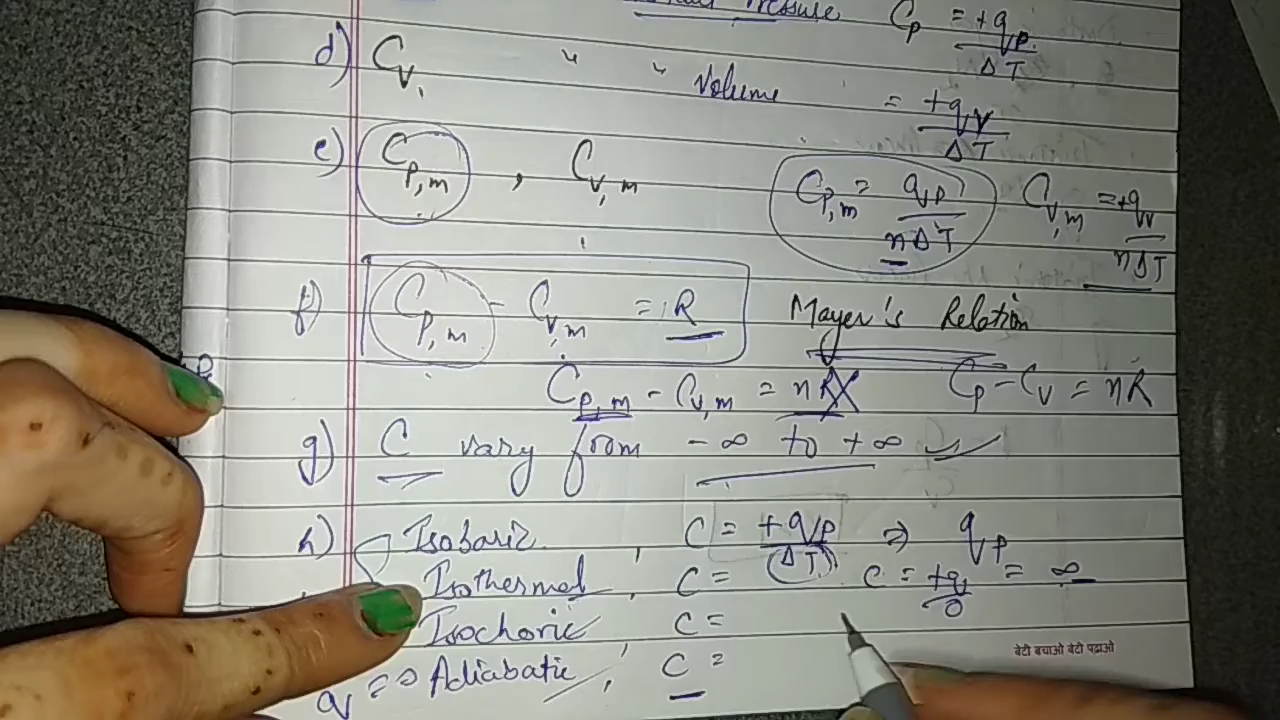 Pressure Cp = +qp/ΔT
d) Cv, " " Volume = +qv/ΔT
e) Cp,m , Cv,m Cp,m = qp/nΔT Cv,m = +qv/nΔT
f) Cp,m - Cv,m = R Mayer's Relation
Cp,m - Cv,m = nR X Cp - Cv = nR
g) C vary from - ∞ to + ∞
h) Isobaric , C = +qp/(ΔT) ⇒ qp
Isothermal , C = C = +q/0 = ∞
Isochoric , C =
q = 0 Adiabatic , C =
बेटी बचाओ बेटी पढ़ाओ